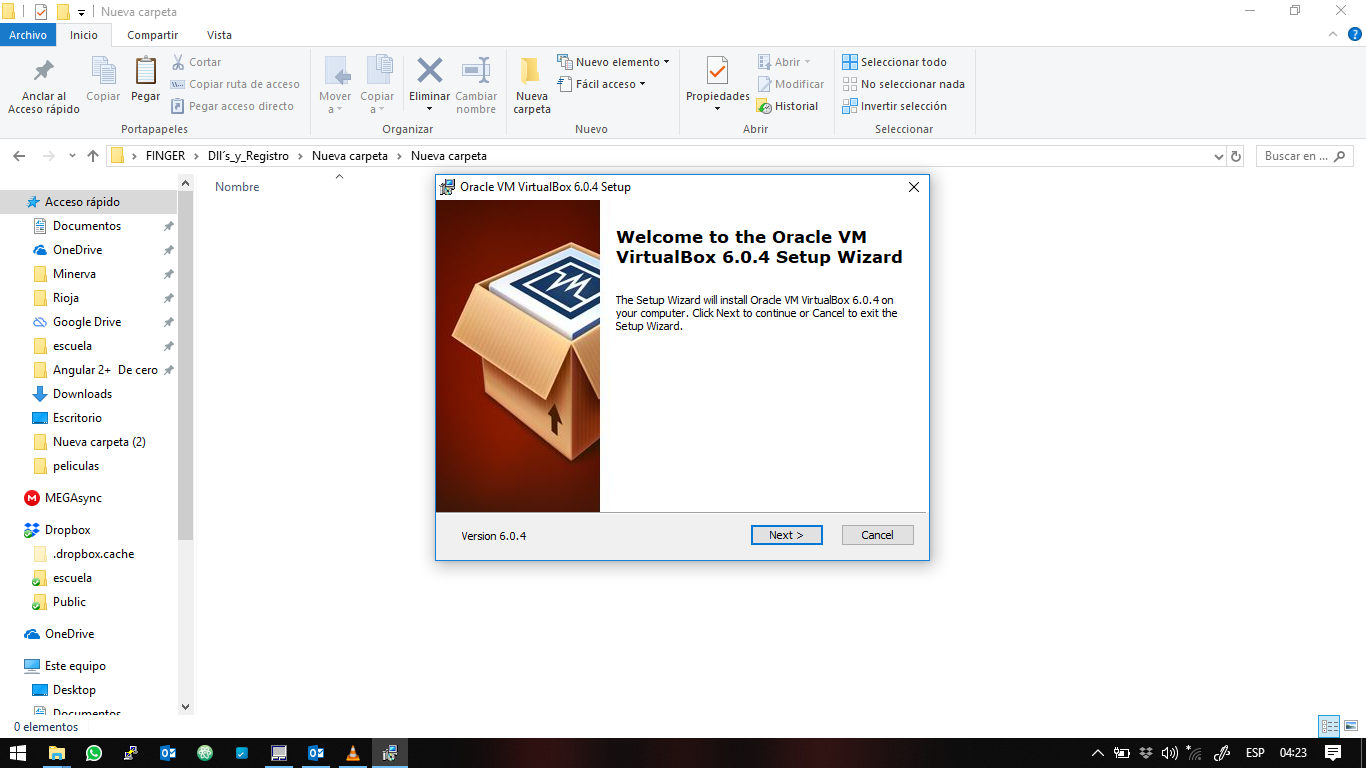 Nueva carpeta
Archivo Inicio Compartir Vista
Anclar al Acceso rápido
Copiar
Pegar
Cortar
Copiar ruta de acceso
Pegar acceso directo
Portapapeles
Mover a
Copiar a
Eliminar
Cambiar nombre
Organizar
Nueva carpeta
Nuevo elemento
Fácil acceso
Nuevo
Propiedades
Abrir
Modificar
Historial
Abrir
Seleccionar todo
No seleccionar nada
Invertir selección
Seleccionar
FINGER > Dll´s_y_Registro > Nueva carpeta > Nueva carpeta
Buscar en ...
Nombre
Acceso rápido
Documentos
OneDrive
Minerva
Rioja
Google Drive
escuela
Angular 2+ De cero
Downloads
Escritorio
Nueva carpeta (2)
peliculas
MEGAsync
Dropbox
.dropbox.cache
escuela
Public
OneDrive
Este equipo
Desktop
Documentos
0 elementos
Oracle VM VirtualBox 6.0.4 Setup
Welcome to the Oracle VM
VirtualBox 6.0.4 Setup Wizard
The Setup Wizard will install Oracle VM VirtualBox 6.0.4 on
your computer. Click Next to continue or Cancel to exit the
Setup Wizard.
Version 6.0.4
Next >
Cancel
ESP
04:23